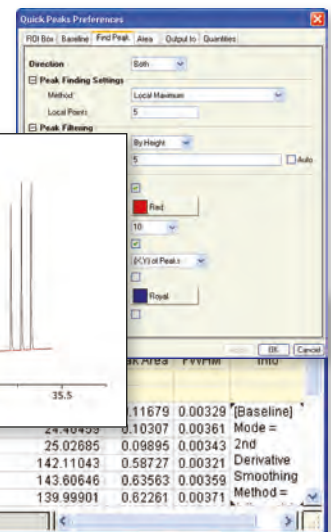 Quick Peaks Preferences
ROI Box Baseline Find Peak Area Output to Quantities
Direction Both
Peak Finding Settings
Method Local Maximum
Local Points 5
Peak Filtering
By Height
5 Auto
Red
10
(X,Y) of Peaks
Royal
OK Cancel
35.5
Area FWHM Info
.11679 0.00329 [Baseline]
24.40459 0.10307 0.00361 Mode =
25.02685 0.09895 0.00343 2nd
142.11043 0.58727 0.00321 Derivative
143.60646 0.63563 0.00359 Smoothing
139.99901 0.62261 0.00371 Method =